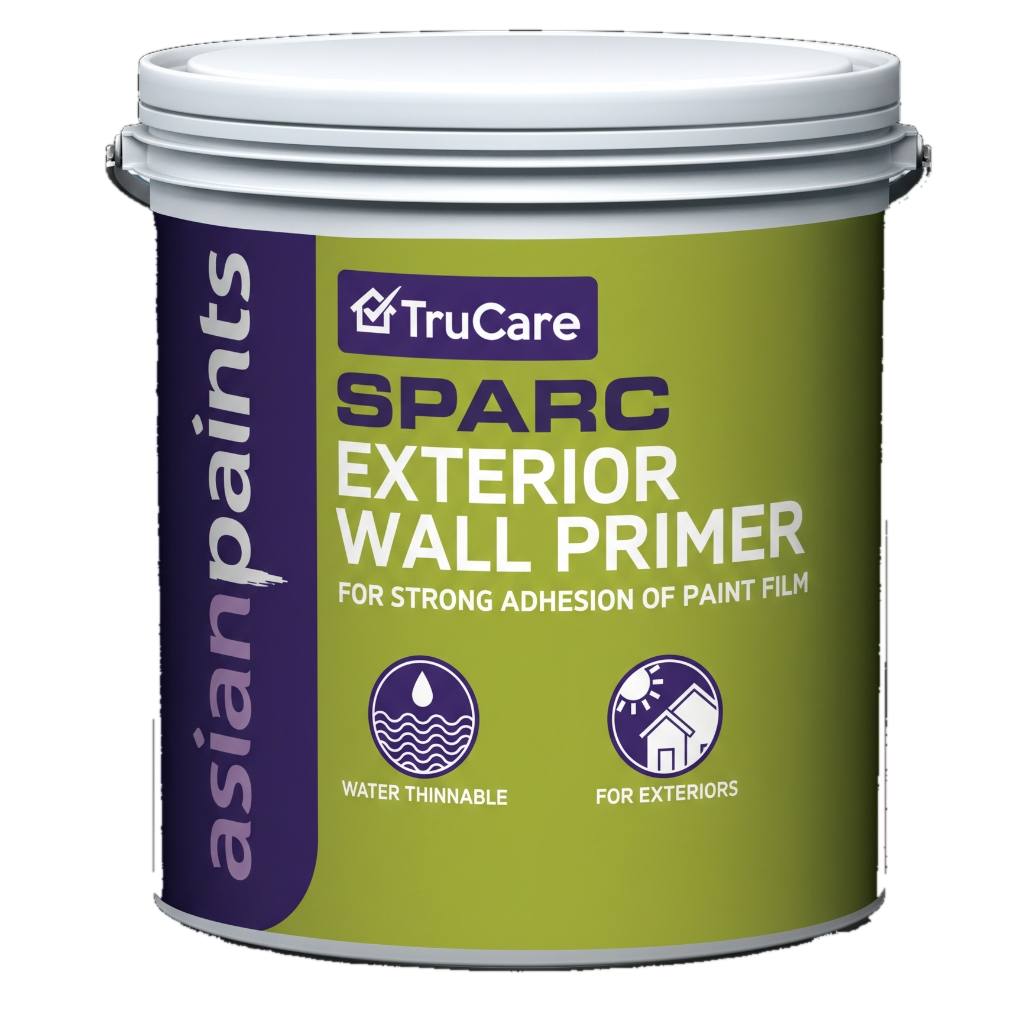 asianpaints
TruCare
SPARC
EXTERIOR
WALL PRIMER
FOR STRONG ADHESION OF PAINT FILM
WATER THINNABLE
FOR EXTERIORS